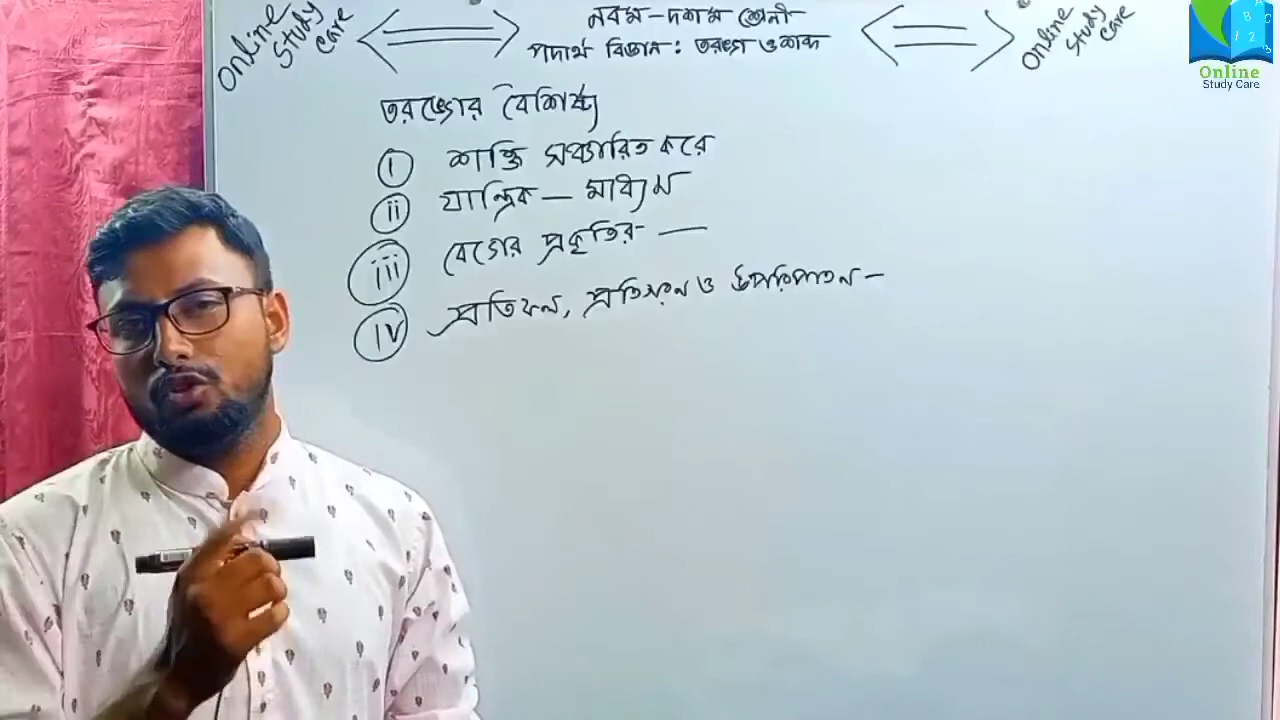 Online Study Care
নবম-দশম শ্রেনী
পদার্থ বিজ্ঞান : তরঙ্গ ও শব্দ
Online Study Care
Online
Study Care
তরঙ্গের বৈশিষ্ট্য
i শক্তি সঞ্চারিত করে
ii যান্ত্রিক — মাধ্যম
iii বেগের প্রকৃতির —
iv প্রতিফলন, প্রতিসরন ও উপরিপাতন -